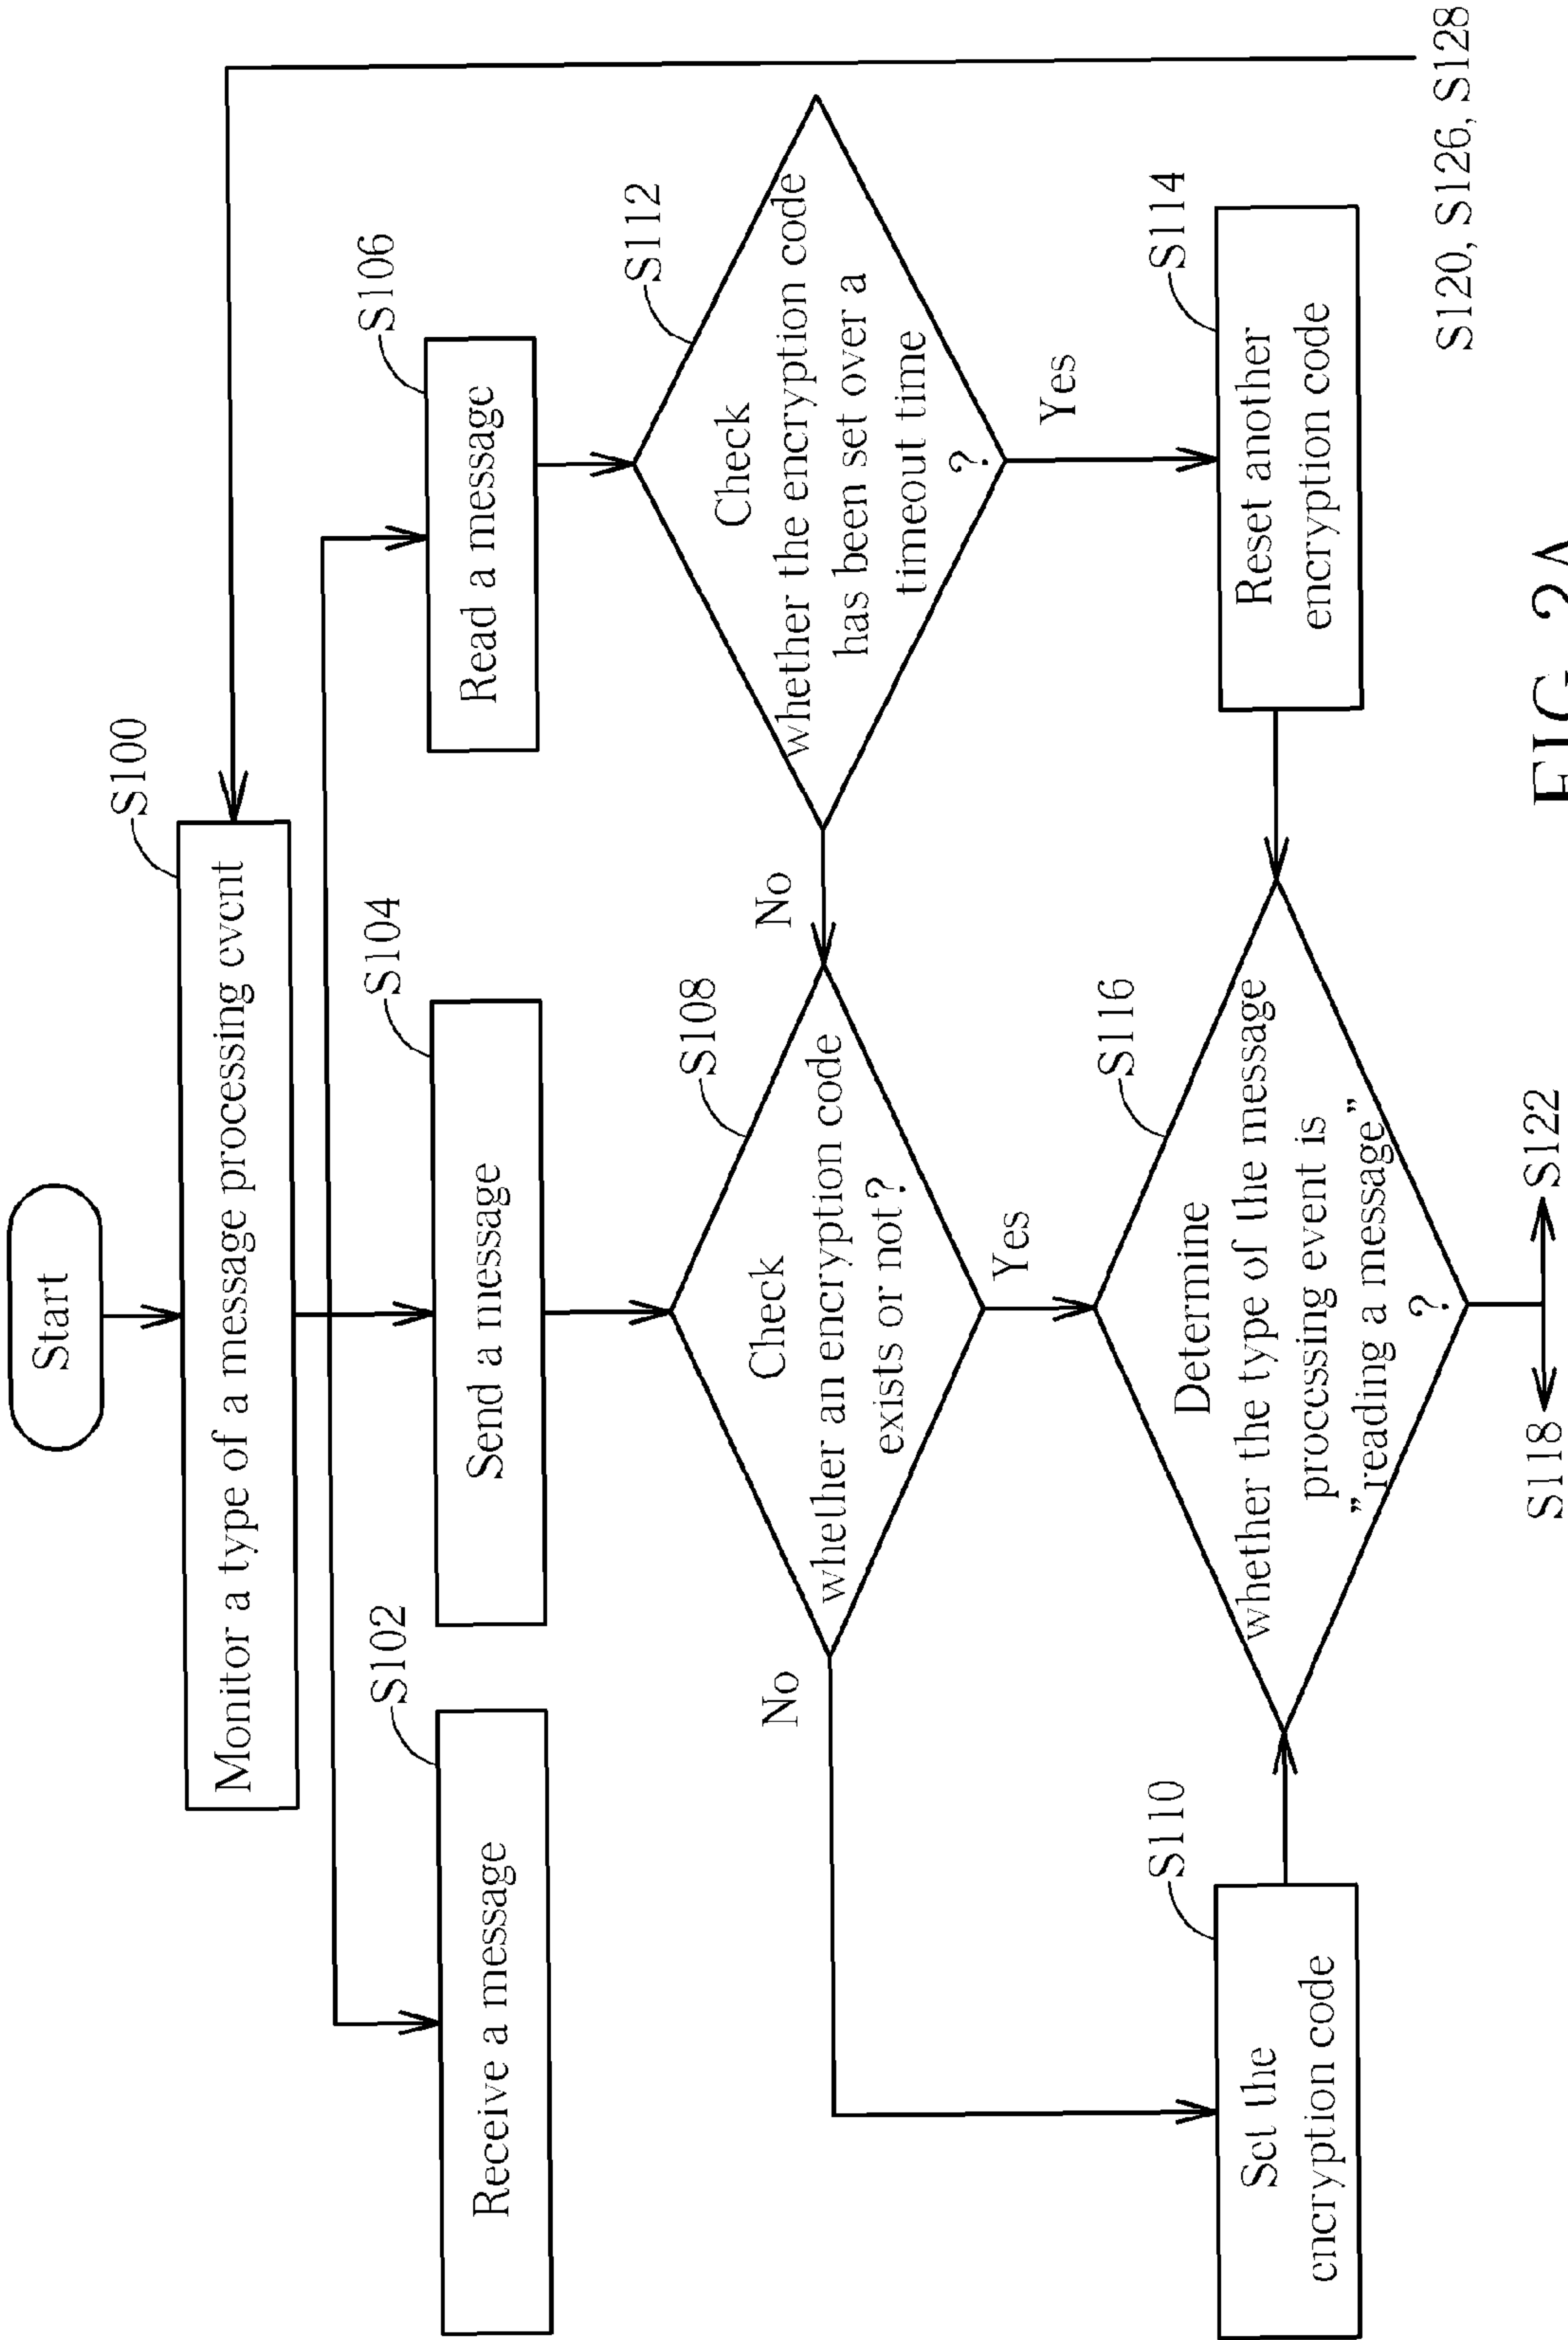 Start
S100
Monitor a type of a message processing event
S102
S104
S106
Receive a message
Send a message
Read a message
S108
Check
whether an encryption code
exists or not?
S112
Check
whether the encryption code
has been set over a
timeout time
?
No
No
Yes
Yes
S110
Set the
encryption code
S116
Determine
whether the type of the message
processing event is
"reading a message"
?
S114
Reset another
encryption code
S118
S122
S120, S126, S128
FIG. 2A